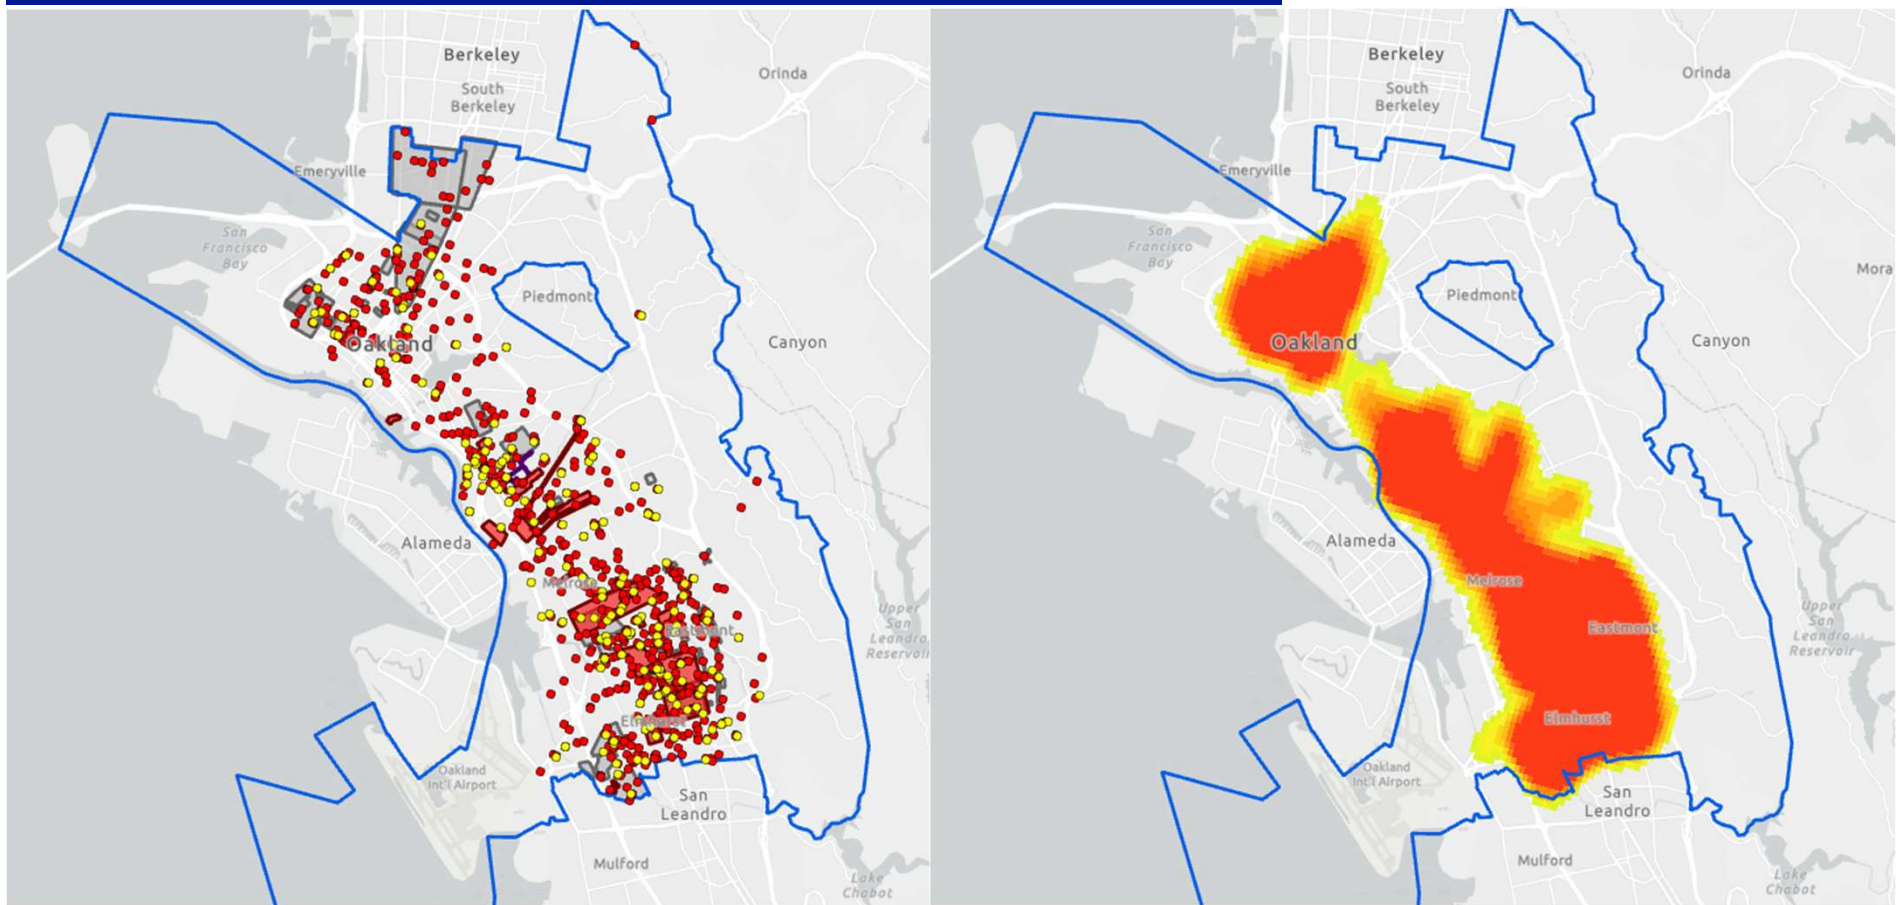 Berkeley
South
Berkeley
Orinda
Emeryville
San
Francisco
Bay
Piedmont
Oakland
Canyon
Alameda
Melrose
Eastmont
Upper
San
Leandro
Reservoir
Elmhurst
Oakland
Int'l Airport
San
Leandro
Mulford
Lake
Chabot
Berkeley
South
Berkeley
Orinda
Emeryville
San
Francisco
Bay
Mora
Piedmont
Oakland
Canyon
Alameda
Melrose
Eastmont
Upper
San
Leandro
Reservoir
Elmhurst
Oakland
Int'l Airport
San
Leandro
Mulford
Lake
Chabot